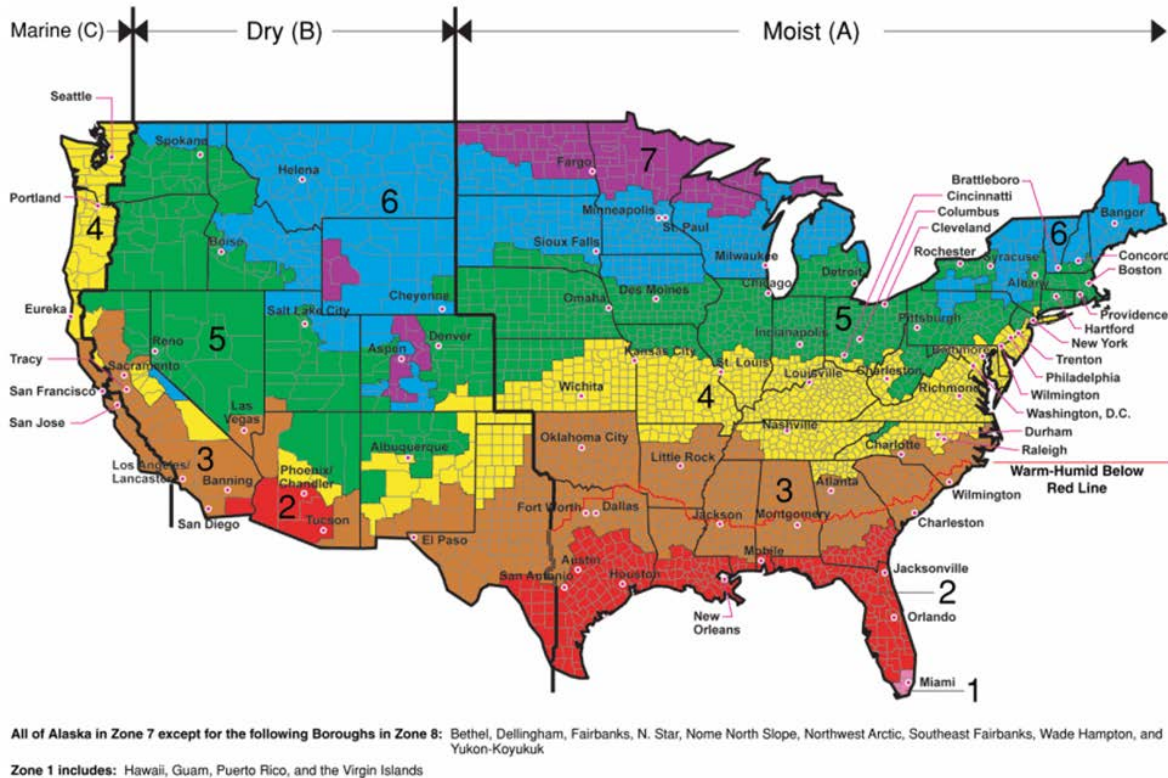 Marine (C)
Dry (B)
Moist (A)
Seattle
Spokane
Helena
Fargo
7
Portland
4
6
Minneapolis
St. Paul
Brattleboro
Cincinnatti
Columbus
Cleveland
Rochester
Syracuse
Albany
6
Bangor
Concord
Boston
Providence
Hartford
New York
Trenton
Philadelphia
Wilmington
Washington, D.C.
Durham
Raleigh
Boise
Sioux Falls
Milwaukee
Detroit
Cheyenne
Chicago
Eureka
Salt Lake City
Omaha
Des Moines
Reno
5
Indianapolis
5
Pittsburgh
Tracy
Sacramento
Aspen
Denver
Kansas City
St. Louis
Baltimore
San Francisco
Wichita
4
Louisville
Charleston
Richmond
San Jose
Las
Vegas
Nashville
3
Albuquerque
Oklahoma City
Charlotte
Los Angeles/
Lancaster
Banning
Phoenix/
Chandler
Little Rock
3
Atlanta
Warm-Humid Below
Red Line
San Diego
2
Tucson
El Paso
Fort Worth
Dallas
Jackson
Montgomery
Wilmington
Charleston
Austin
San Antonio
Houston
Mobile
Jacksonville
2
New
Orleans
Orlando
Miami
1
All of Alaska in Zone 7 except for the following Boroughs in Zone 8: Bethel, Dellingham, Fairbanks, N. Star, Nome North Slope, Northwest Arctic, Southeast Fairbanks, Wade Hampton, and
Yukon-Koyukuk
Zone 1 includes: Hawaii, Guam, Puerto Rico, and the Virgin Islands